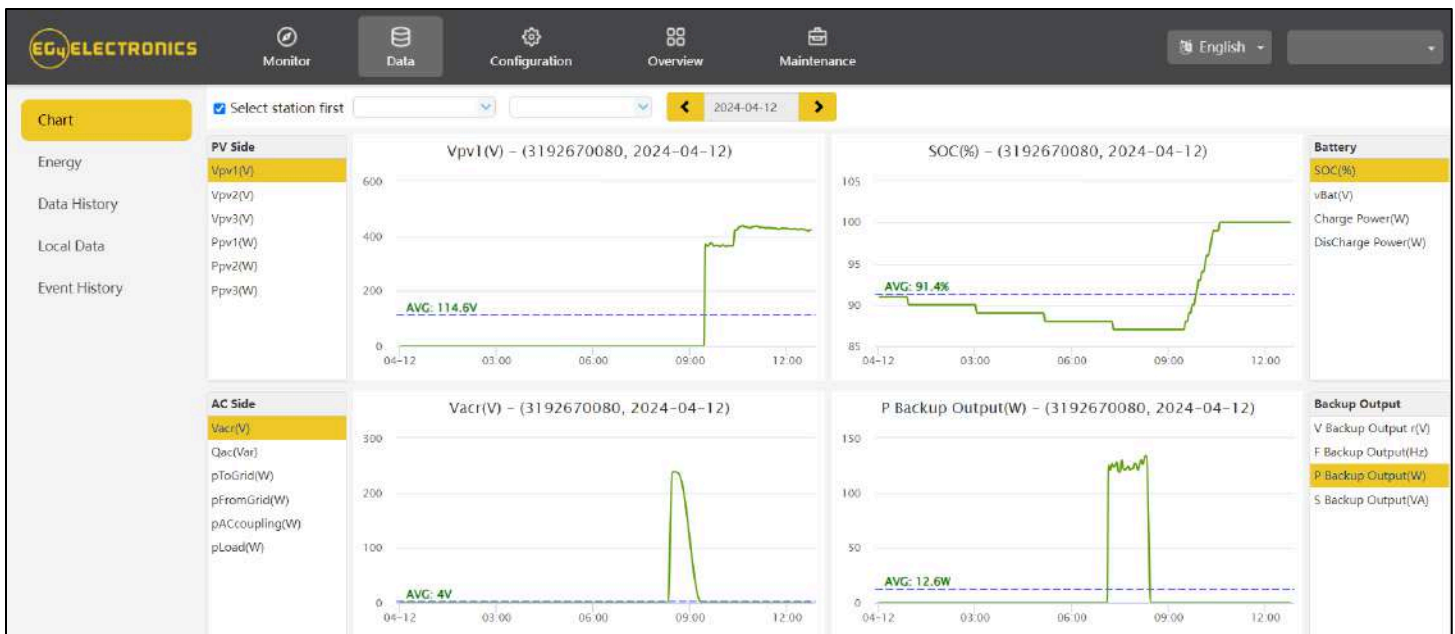 EG4 ELECTRONICS
Monitor
Data
Configuration
Overview
Maintenance
English
Chart
Energy
Data History
Local Data
Event History
Select station first
2024-04-12
PV Side
Vpv1(V)
Vpv2(V)
Vpv3(V)
Ppv1(W)
Ppv2(W)
Ppv3(W)
Vpv1(V) - (3192670080, 2024-04-12)
600
400
200
0
AVG: 114.6V
04-12 03:00 06:00 09:00 12:00
SOC(%) - (3192670080, 2024-04-12)
105
100
95
90
85
AVG: 91.4%
04-12 03:00 06:00 09:00 12:00
Battery
SOC(%)
vBat(V)
Charge Power(W)
DisCharge Power(W)
AC Side
Vacr(V)
Qac(Var)
pToGrid(W)
pFromGrid(W)
pACcoupling(W)
pLoad(W)
Vacr(V) - (3192670080, 2024-04-12)
300
200
100
0
AVG: 4V
04-12 03:00 06:00 09:00 12:00
P Backup Output(W) - (3192670080, 2024-04-12)
150
100
50
0
AVG: 12.6W
04-12 03:00 06:00 09:00 12:00
Backup Output
V Backup Output r(V)
F Backup Output(Hz)
P Backup Output(W)
S Backup Output(VA)